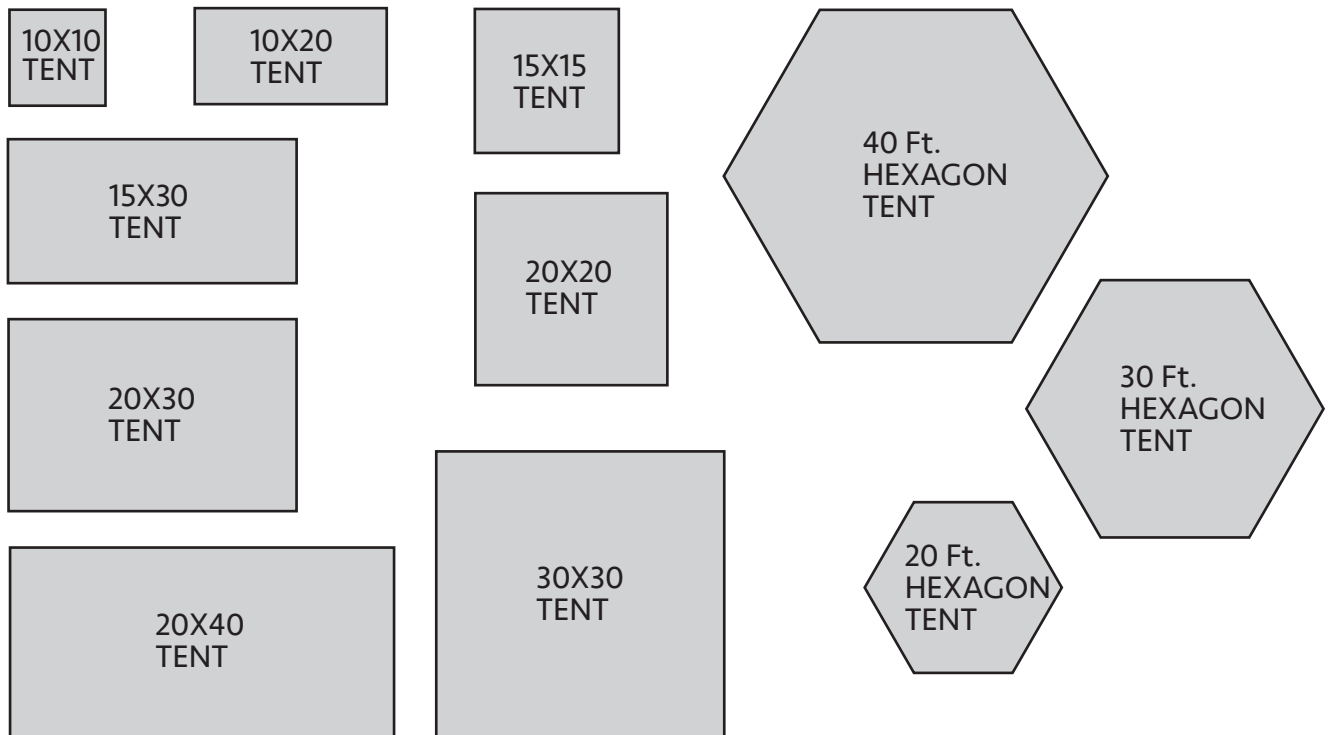 10X10
TENT
10X20
TENT
15X15
TENT
40 Ft.
HEXAGON
TENT
15X30
TENT
20X20
TENT
20X30
TENT
30 Ft.
HEXAGON
TENT
20X40
TENT
30X30
TENT
20 Ft.
HEXAGON
TENT